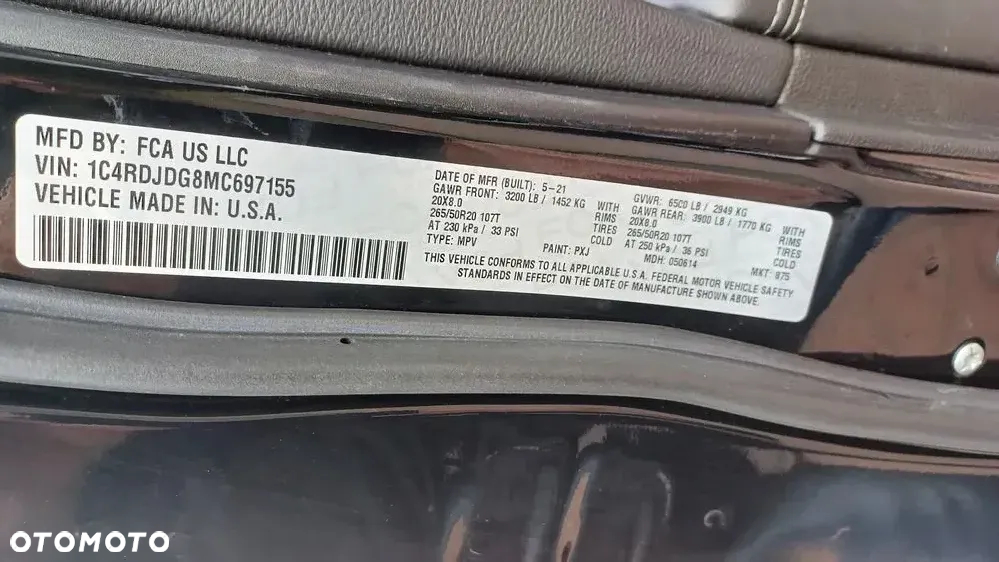 MFD BY: FCA US LLC
VIN: 1C4RDJDG8MC697155
VEHICLE MADE IN: U.S.A.
DATE OF MFR (BUILT): 5-21
GAWR FRONT: 3200 LB / 1452 KG WITH
20X8.0 RIMS
265/50R20 107T TIRES
AT 230 kPa / 33 PSI COLD
TYPE: MPV PAINT: PXJ
GVWR: 6500 LB / 2949 KG
GAWR REAR: 3900 LB / 1770 KG WITH
20X8.0 RIMS
265/50R20 107T TIRES
AT 250 kPa / 36 PSI COLD
MDH: 050614 MKT: 875
THIS VEHICLE CONFORMS TO ALL APPLICABLE U.S.A. FEDERAL MOTOR VEHICLE SAFETY
STANDARDS IN EFFECT ON THE DATE OF MANUFACTURE SHOWN ABOVE.
OTOMOTO